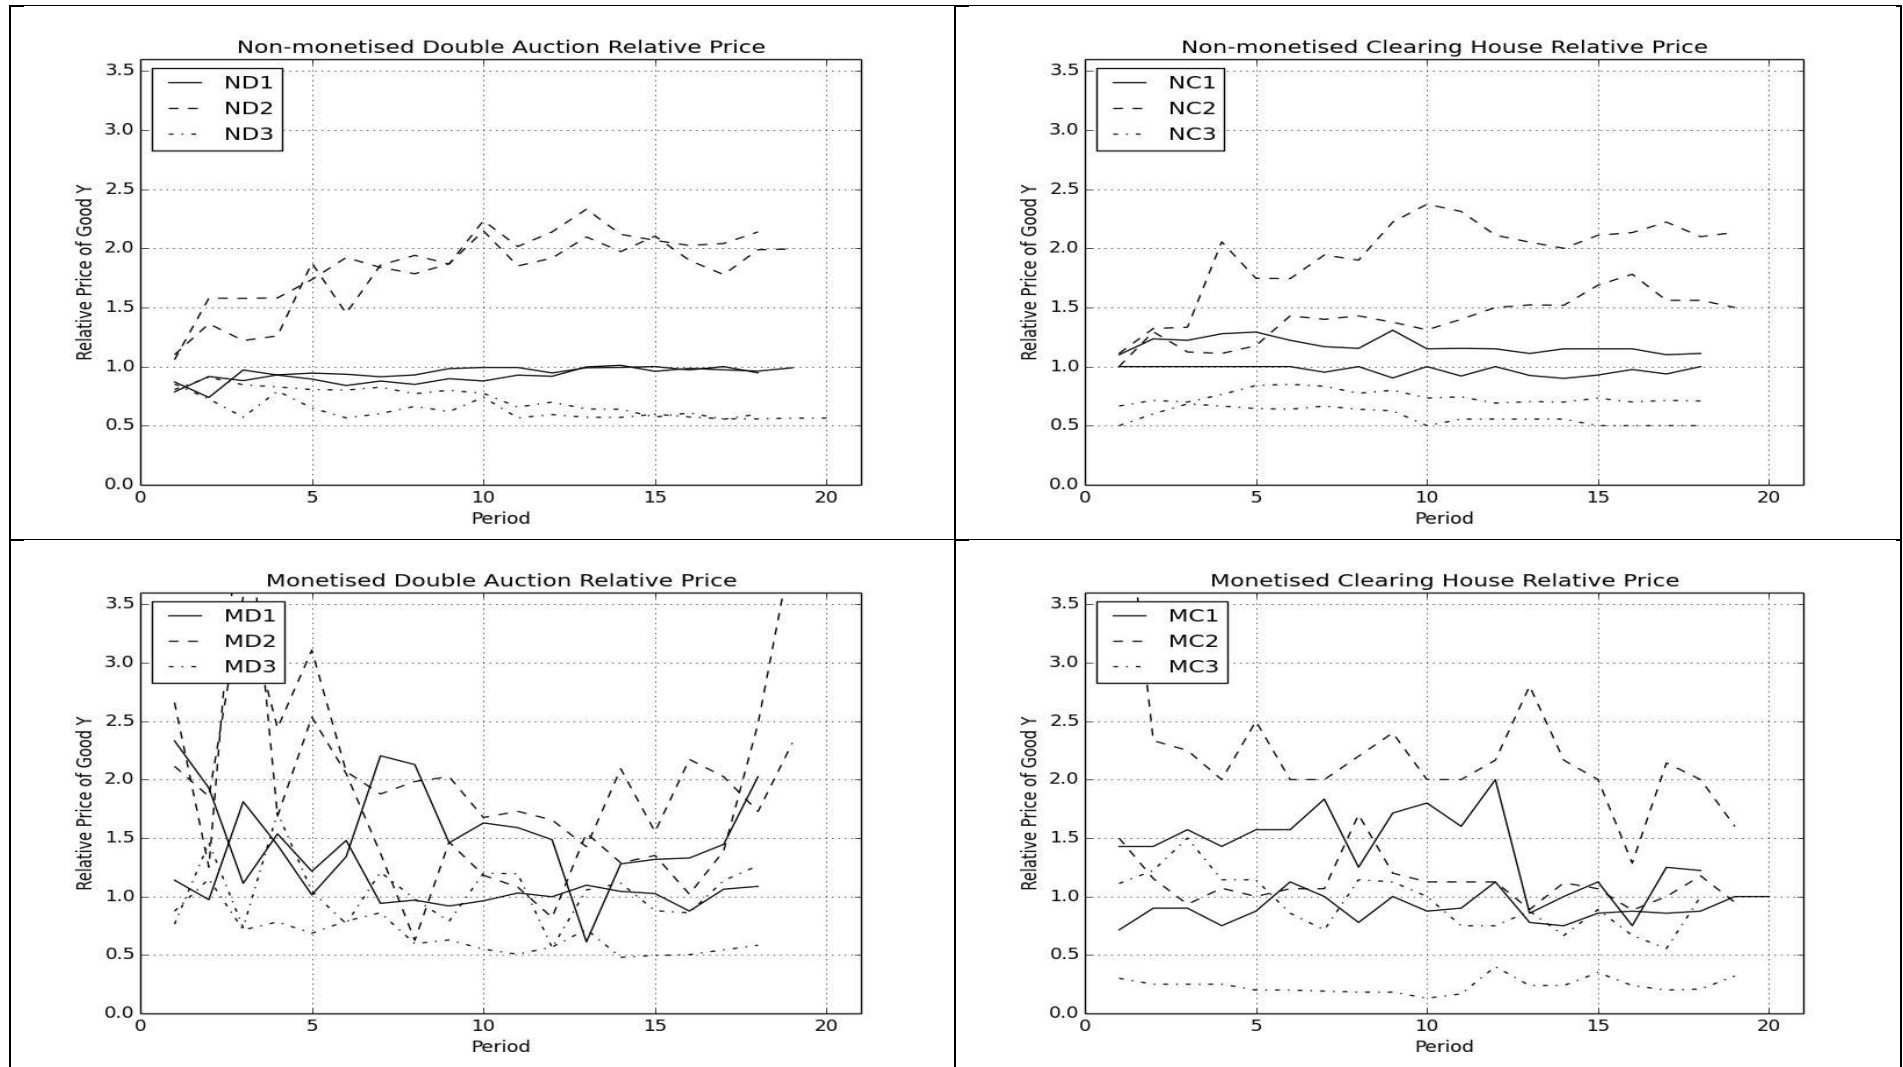 Non-monetised Double Auction Relative Price
3.5
3.0
2.5
2.0
1.5
1.0
0.5
0.0
ND1
ND2
ND3
Relative Price of Good Y
0 5 10 15 20
Period
Non-monetised Clearing House Relative Price
3.5
3.0
2.5
2.0
1.5
1.0
0.5
0.0
NC1
NC2
NC3
Relative Price of Good Y
0 5 10 15 20
Period
Monetised Double Auction Relative Price
3.5
3.0
2.5
2.0
1.5
1.0
0.5
0.0
MD1
MD2
MD3
Relative Price of Good Y
0 5 10 15 20
Period
Monetised Clearing House Relative Price
3.5
3.0
2.5
2.0
1.5
1.0
0.5
0.0
MC1
MC2
MC3
Relative Price of Good Y
0 5 10 15 20
Period